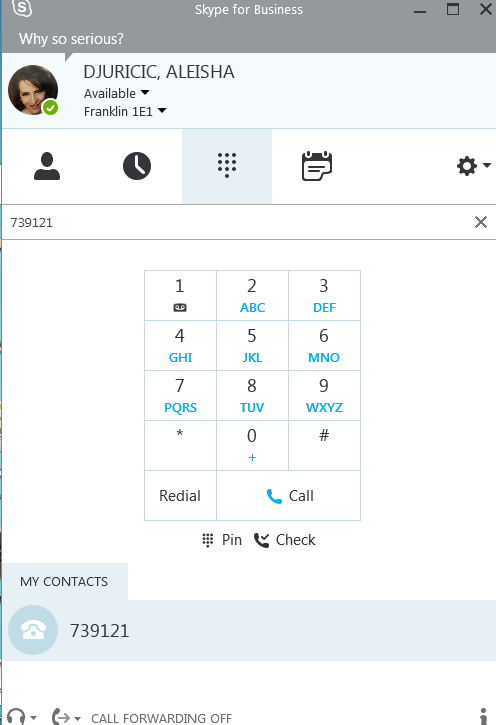 Skype for Business
Why so serious?
DJURICIC, ALEISHA
Available
Franklin 1E1
739121
1 2 3
ABC DEF
4 5 6
GHI JKL MNO
7 8 9
PQRS TUV WXYZ
* 0 #
+
Redial Call
Pin Check
MY CONTACTS
739121
CALL FORWARDING OFF